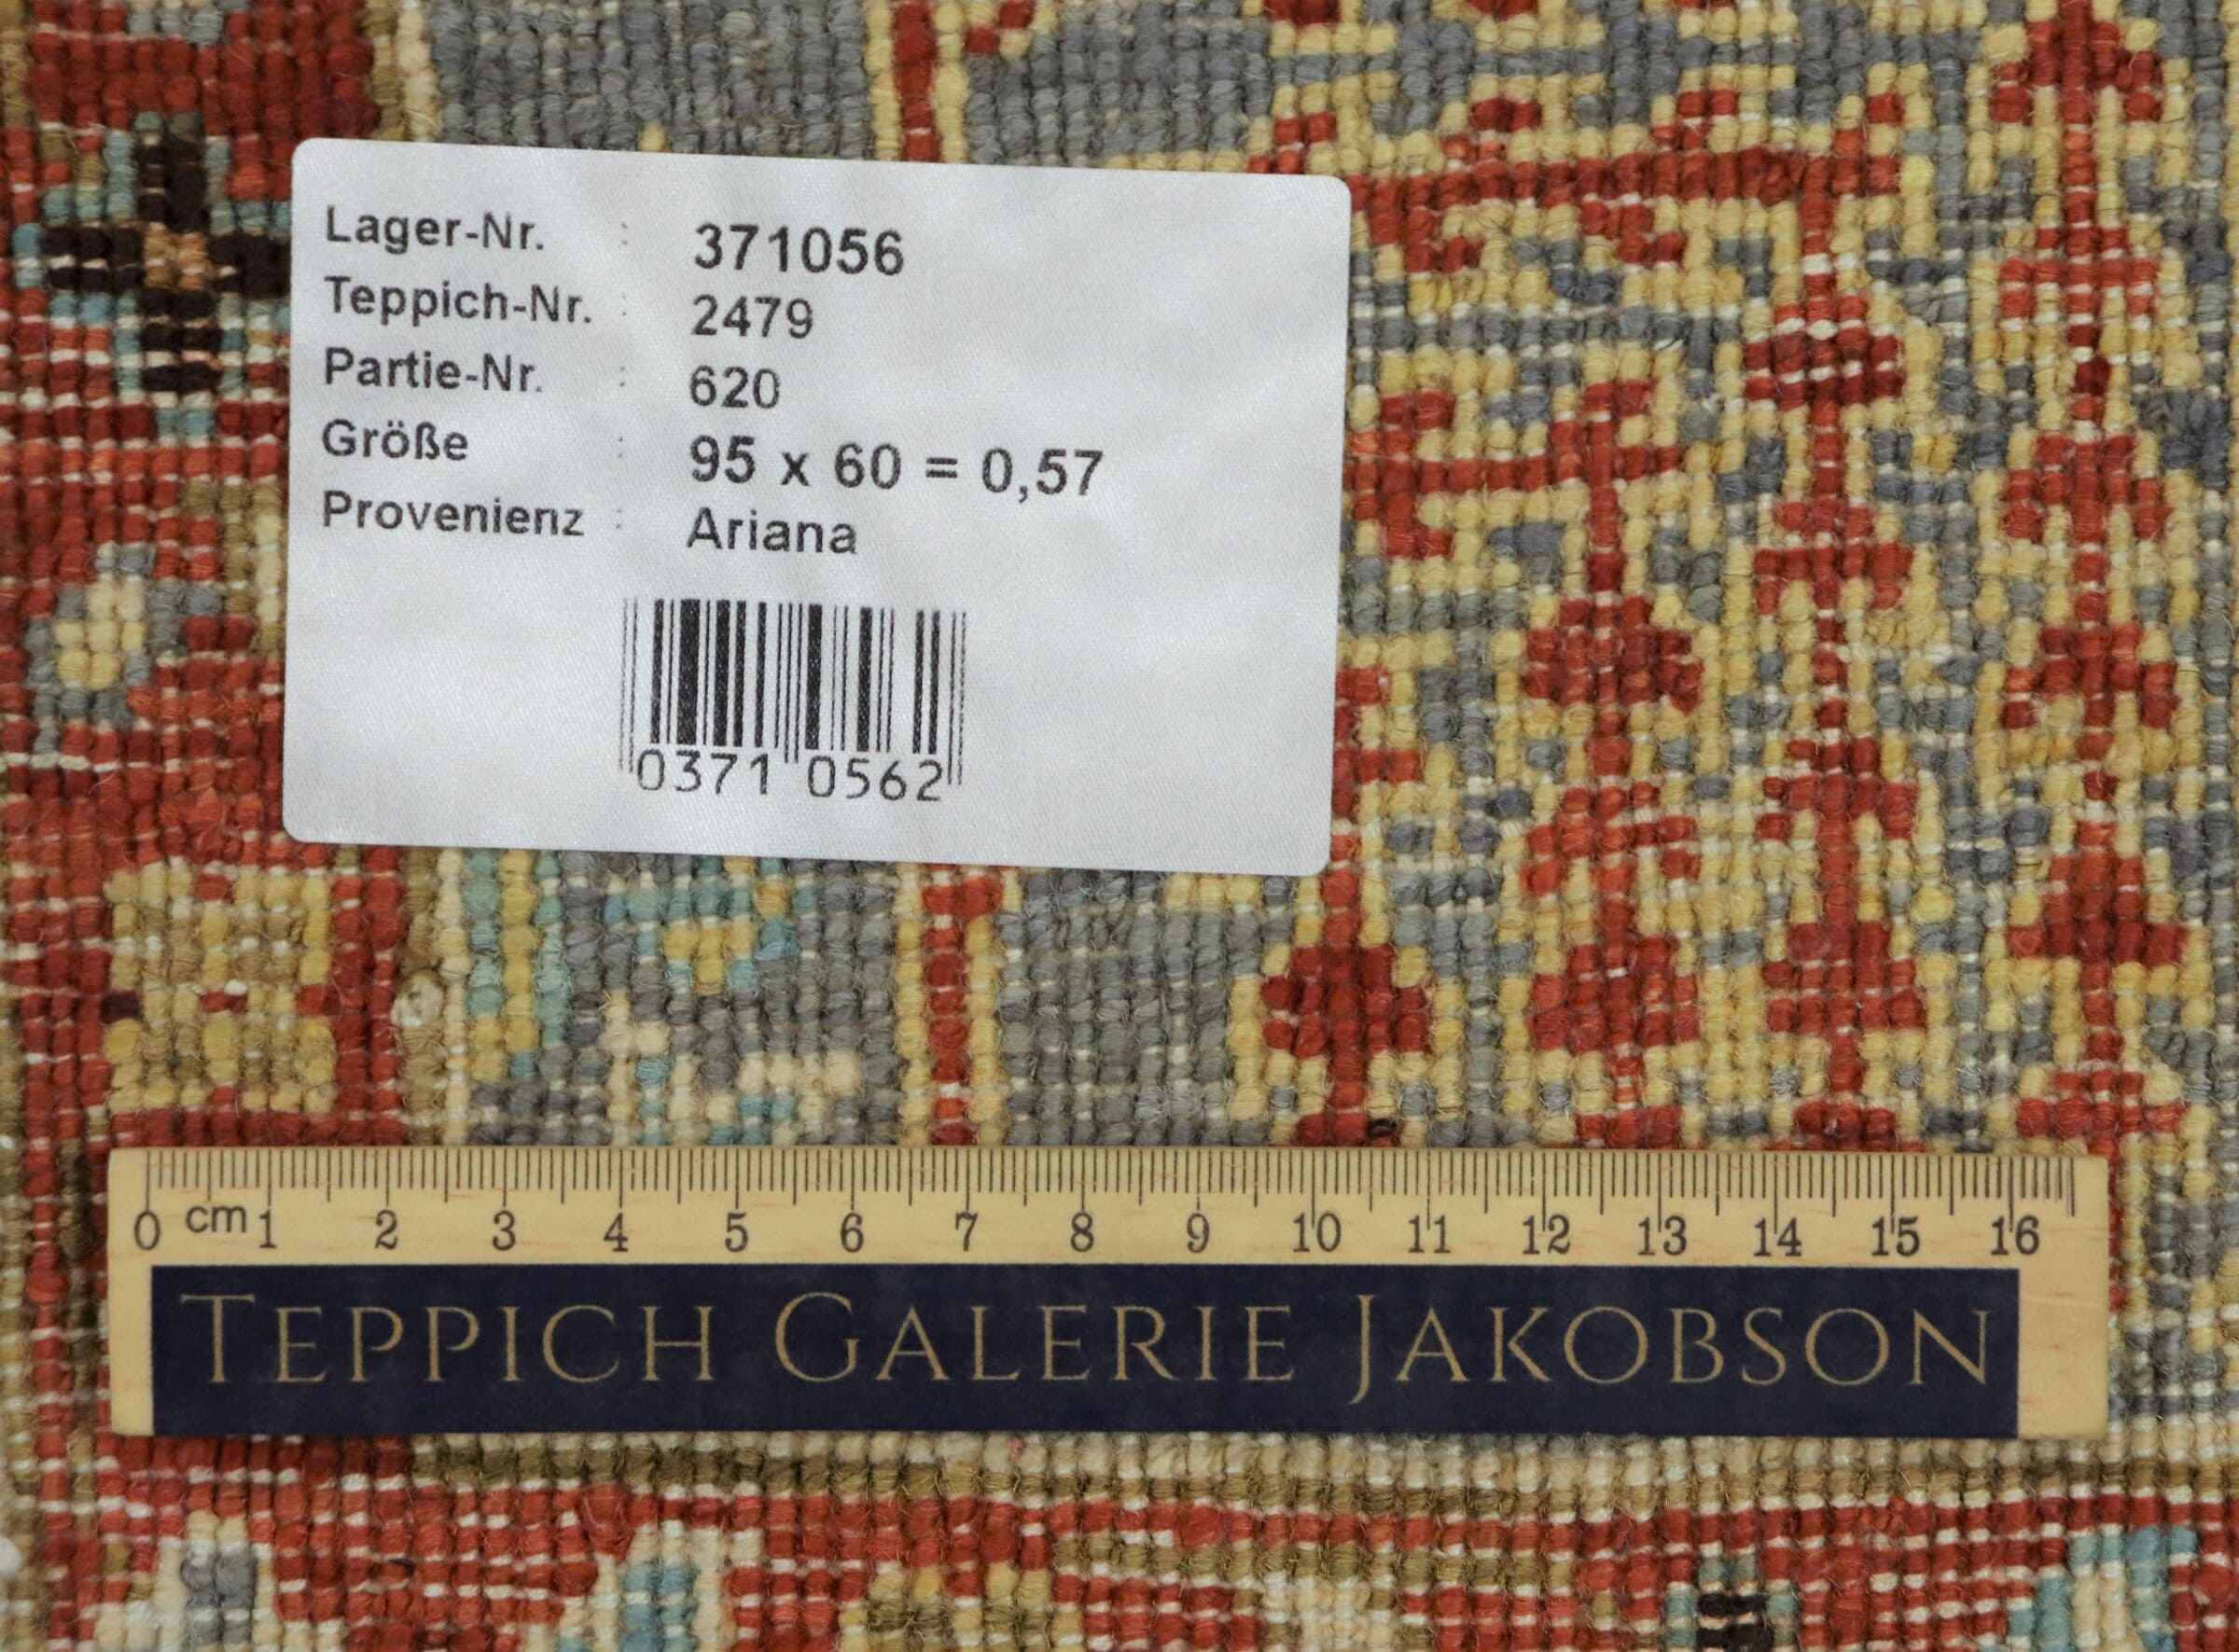 Lager-Nr. : 371056
Teppich-Nr. : 2479
Partie-Nr. : 620
Größe : 95 x 60 = 0,57
Provenienz : Ariana
0371 0562
0 cm 1 2 3 4 5 6 7 8 9 10 11 12 13 14 15 16
TEPPICH GALERIE JAKOBSON